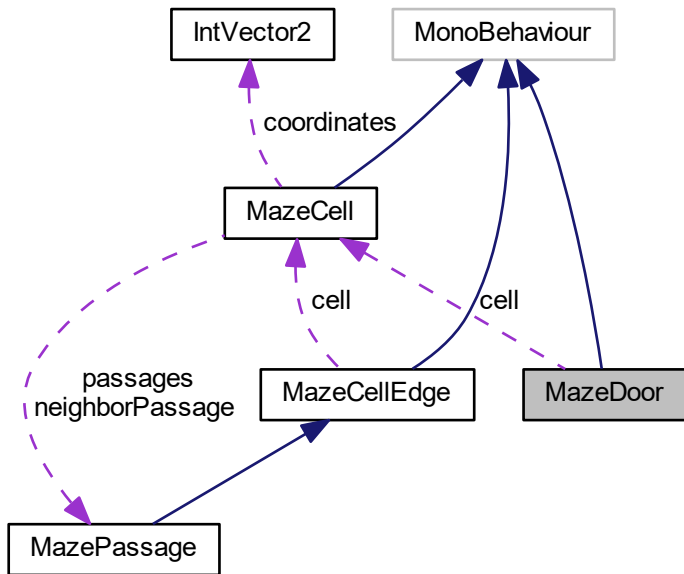 IntVector2
MonoBehaviour
coordinates
MazeCell
cell
cell
passages
neighborPassage
MazeCellEdge
MazeDoor
MazePassage